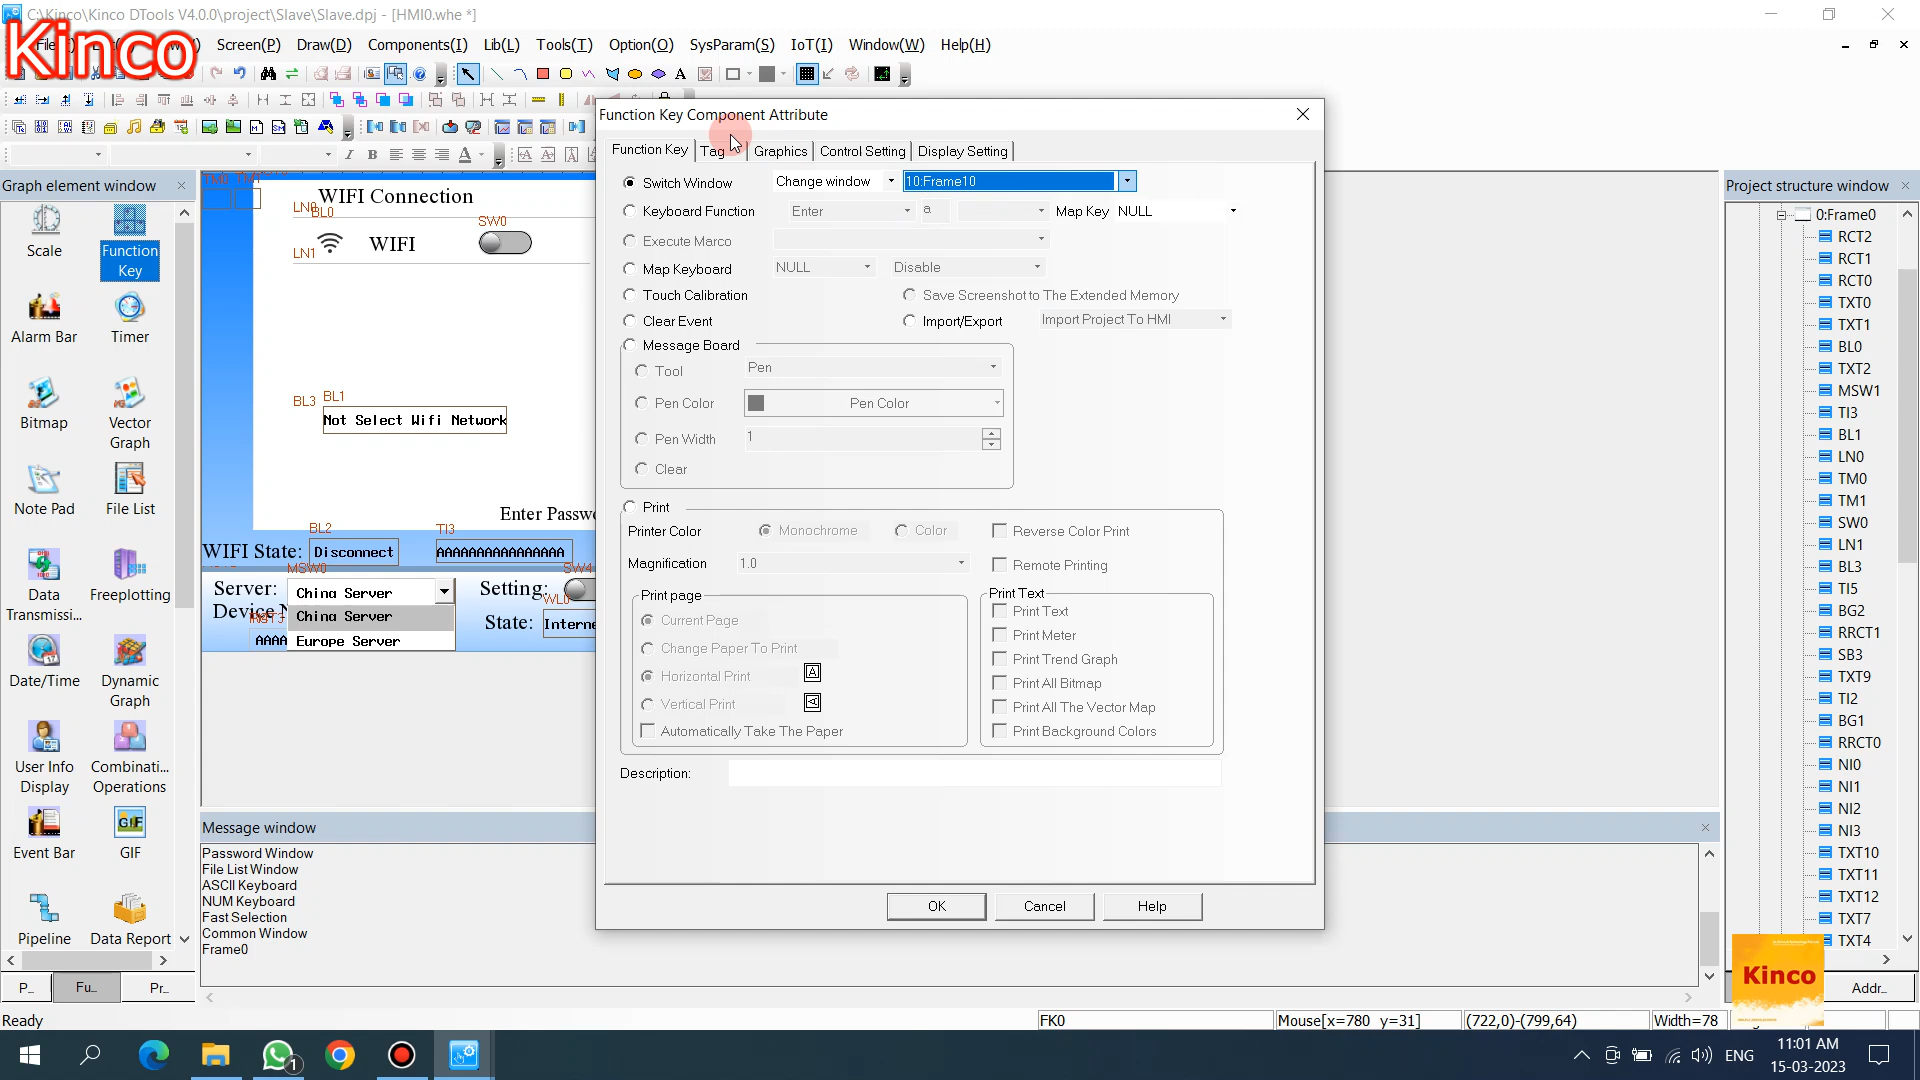 C:\Kinco\Kinco DTools V4.0.0\project\Slave\Slave.dpj - [HMI0.whe *]
Kinco
Screen(P) Draw(D) Components(I) Lib(L) Tools(T) Option(O) SysParam(S) IoT(I) Window(W) Help(H)
Graph element window
Scale
Function Key
Alarm Bar
Timer
Bitmap
Vector Graph
Note Pad
File List
Data Transmissi...
Freeplotting
Date/Time
Dynamic Graph
User Info Display
Combinati... Operations
Event Bar
GIF
Pipeline
Data Report
P...
Fu...
Pr...
WIFI Connection
LN0
BL0
SW0
LN1
WIFI
BL3
BL1
Not Select Wifi Network
Enter Passwo
BL2
TI3
WIFI State:
Disconnect
AAAAAAAAAAAAAAAA
MSW0
SW4
Server:
China Server
Setting:
Device N
China Server
WL0
State:
Interne
AAAA
Europe Server
Function Key Component Attribute
Function Key
Tag
Graphics
Control Setting
Display Setting
Switch Window
Change window
10:Frame10
Keyboard Function
Enter
a
Map Key
NULL
Execute Marco
Map Keyboard
NULL
Disable
Touch Calibration
Save Screenshot to The Extended Memory
Clear Event
Import/Export
Import Project To HMI
Message Board
Tool
Pen
Pen Color
Pen Color
Pen Width
1
Clear
Print
Printer Color
Monochrome
Color
Reverse Color Print
Magnification
1.0
Remote Printing
Print page
Current Page
Change Paper To Print
Horizontal Print
A
Vertical Print
A
Automatically Take The Paper
Print Text
Print Text
Print Meter
Print Trend Graph
Print All Bitmap
Print All The Vector Map
Print Background Colors
Description:
OK
Cancel
Help
Message window
Password Window
File List Window
ASCII Keyboard
NUM Keyboard
Fast Selection
Common Window
Frame0
Project structure window
0:Frame0
RCT2
RCT1
RCT0
TXT0
TXT1
BL0
TXT2
MSW1
TI3
BL1
LN0
TM0
TM1
SW0
LN1
BL3
TI5
BG2
RRCT1
SB3
TXT9
TI2
BG1
RRCT0
NI0
NI1
NI2
NI3
TXT10
TXT11
TXT12
TXT7
TXT4
Kinco
Addr...
Ready
FK0
Mouse[x=780 y=31]
(722,0)-(799,64)
Width=78
1
ENG
11:01 AM
15-03-2023